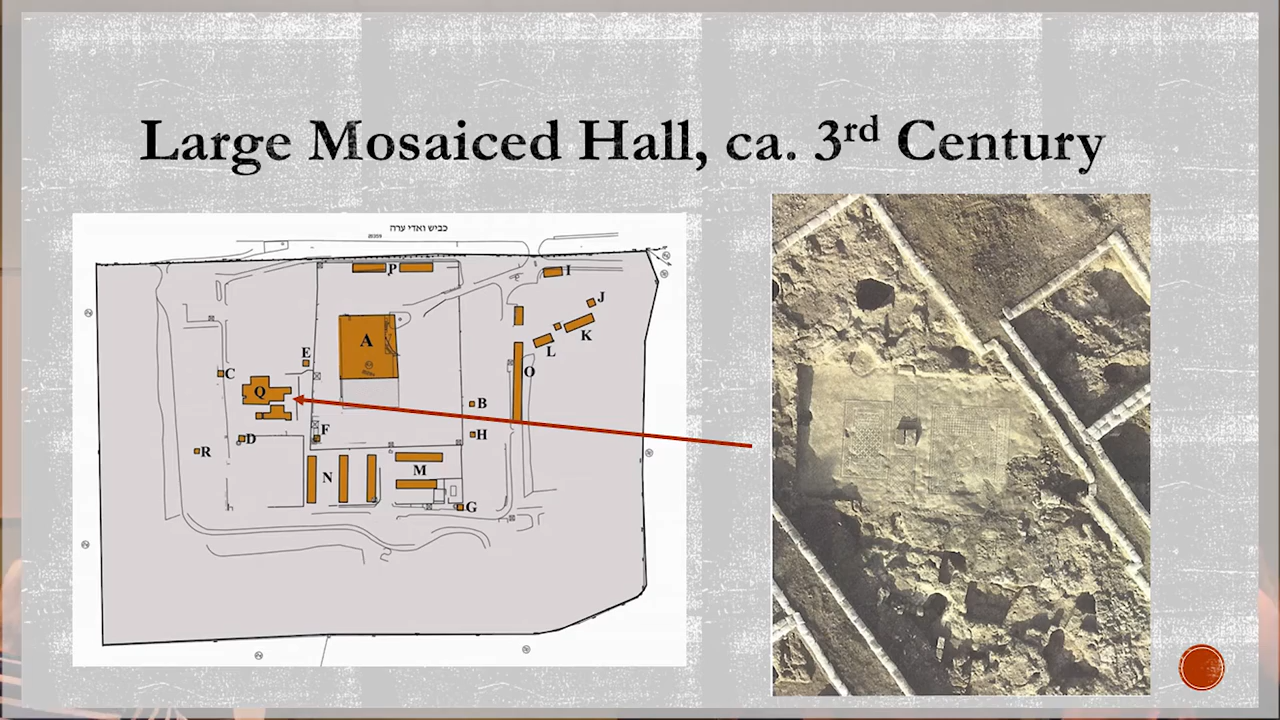 Large Mosaiced Hall, ca. 3rd Century
כביש ואדי ערה
P
I
J
K
A
L
E
O
C
Q
B
F
H
D
R
M
N
G